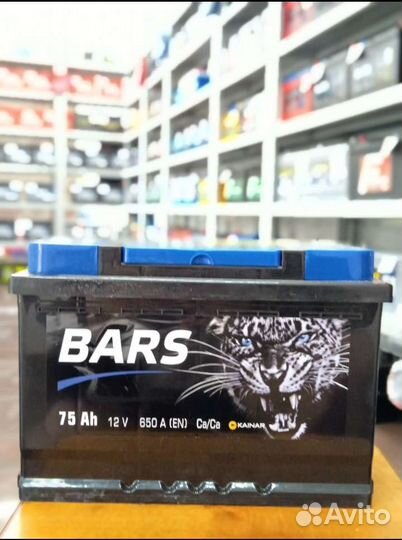 BARS
75 Ah 12 V 650 A (EN) Ca/Ca KAINAR
Avito